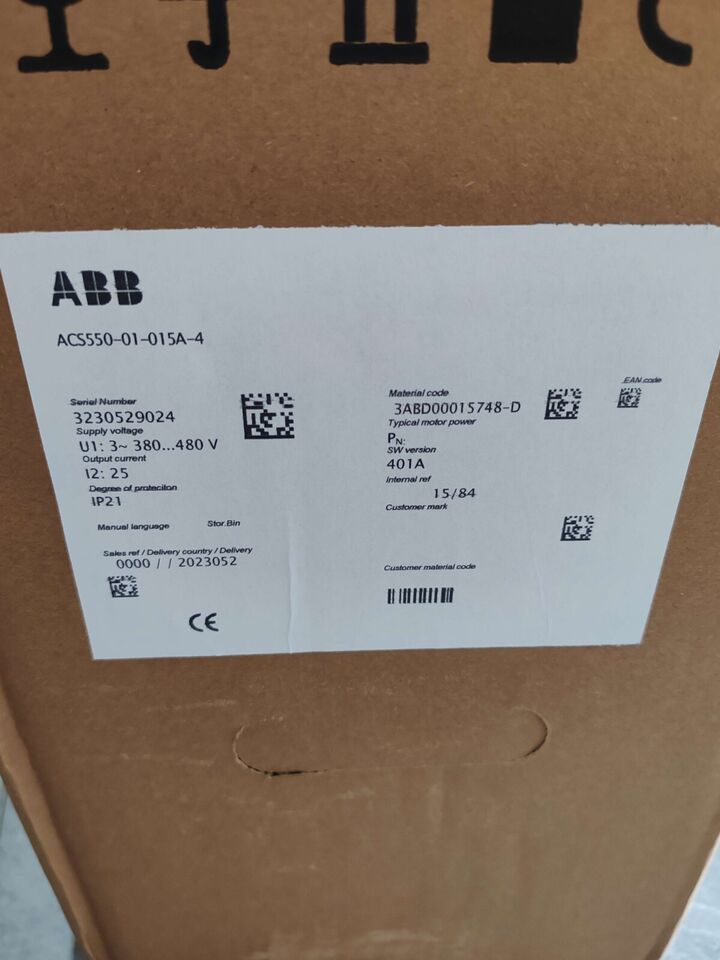 ABB
ACS550-01-015A-4
Serial Number
3230529024
Supply voltage
U1: 3~ 380...480 V
Output current
I2: 25
Degree of proteciton
IP21
Manual language
Stor.Bin
Sales ref / Delivery country / Delivery
0000 / / 2023052
CE
Material code
3ABD00015748-D
Typical motor power
PN:
SW version
401A
Internal ref
15/84
Customer mark
Customer material code
EAN code